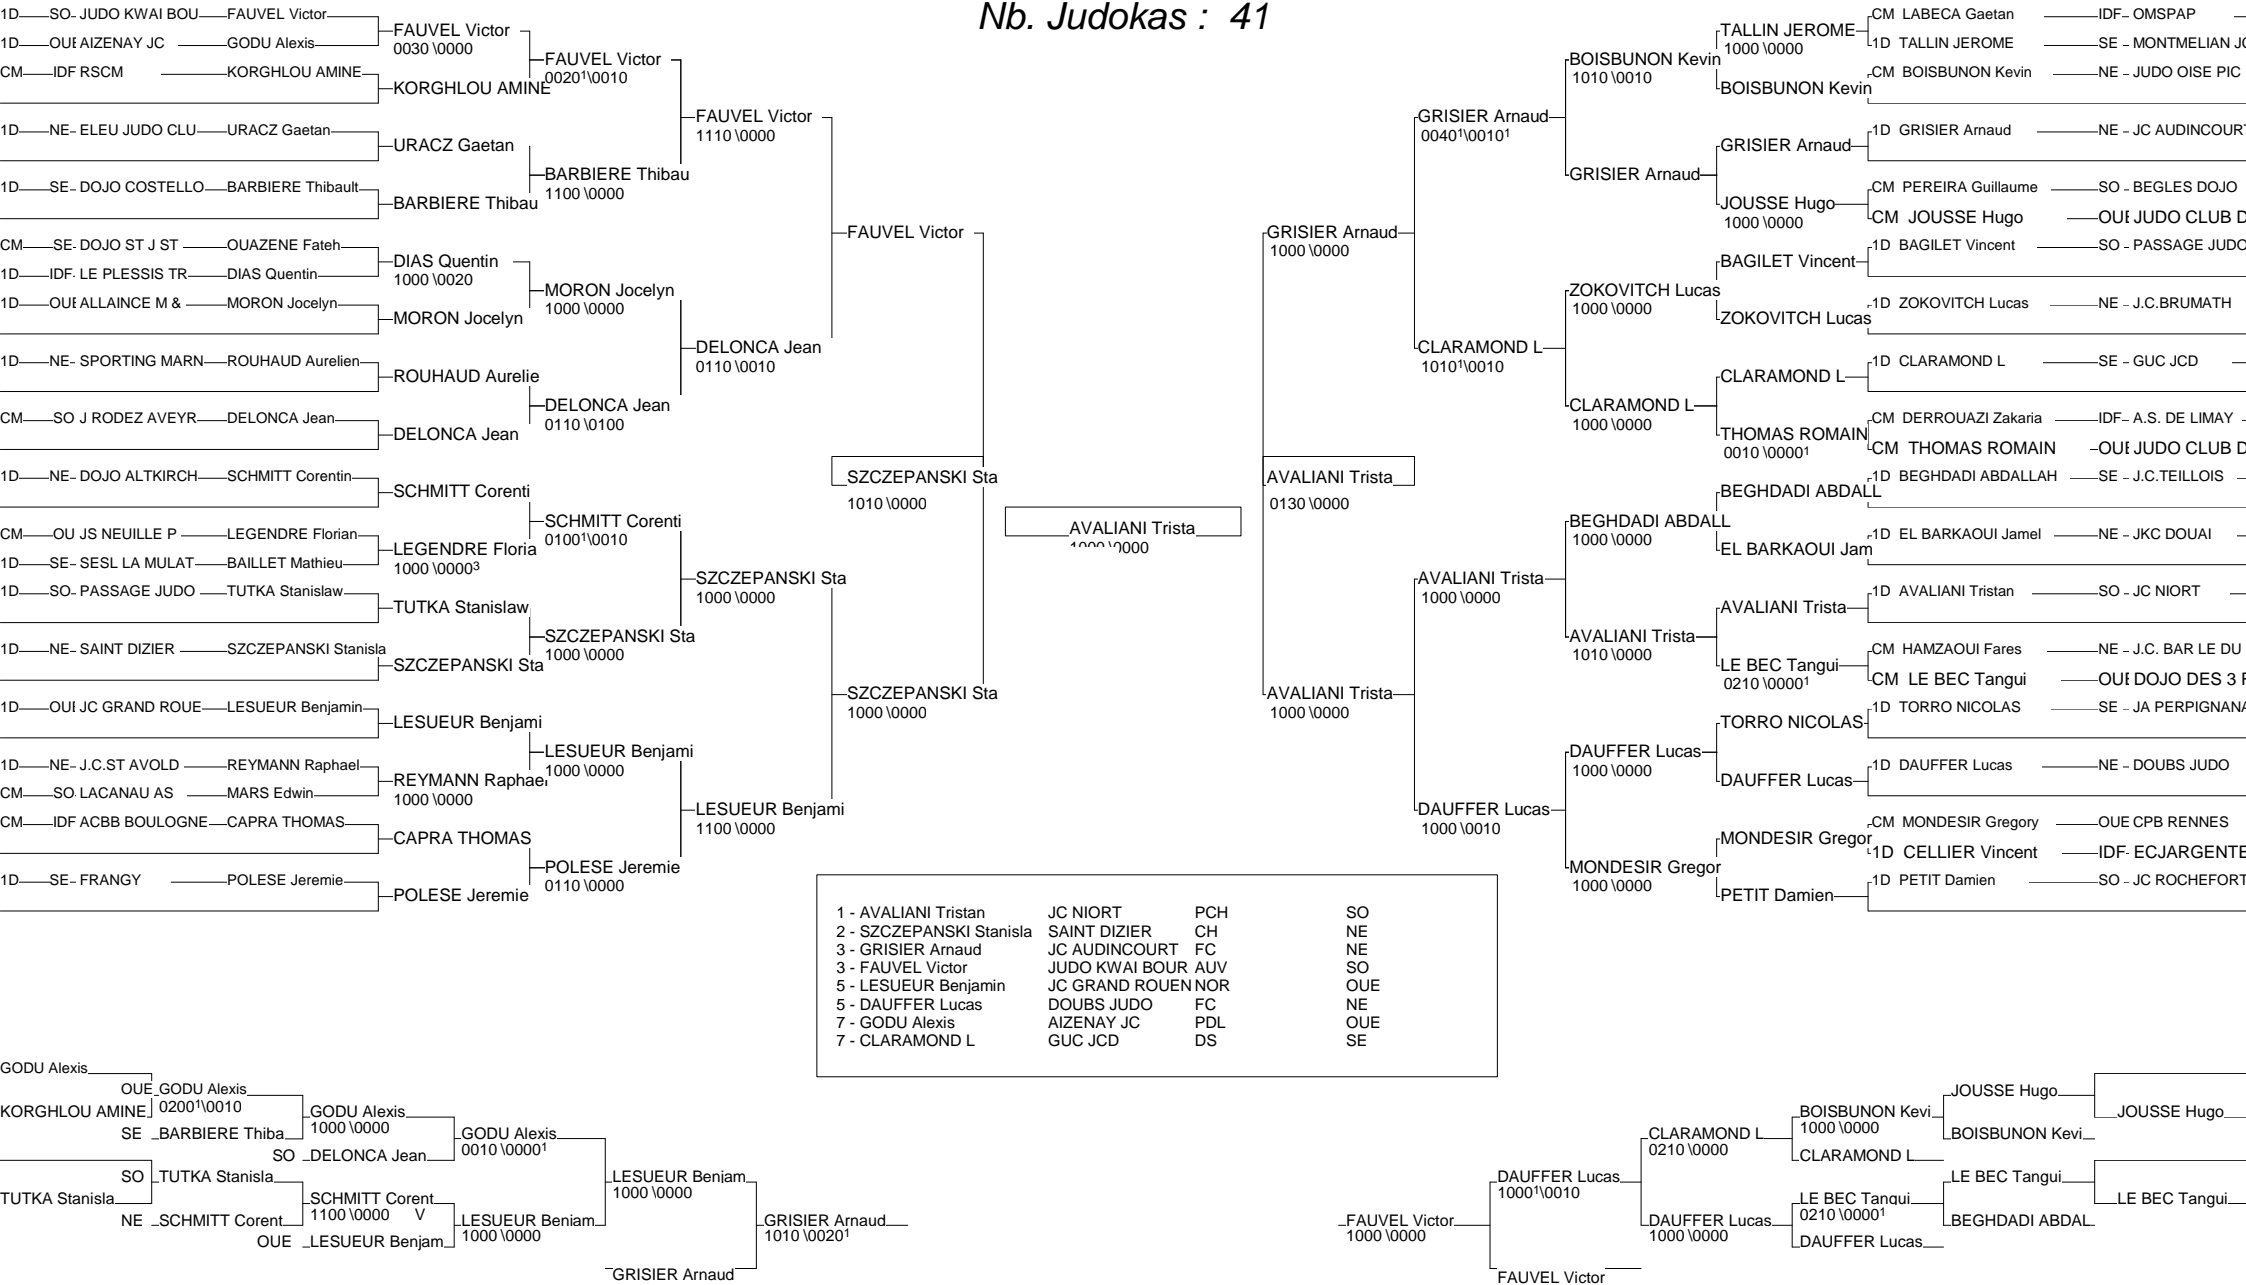 Nb. Judokas : 41
1D SO- JUDO KWAI BOU FAUVEL Victor
1D OUE AIZENAY JC GODU Alexis
CM IDF RSCM KORGHLOU AMINE
1D NE- ELEU JUDO CLU URACZ Gaetan
1D SE- DOJO COSTELLO BARBIERE Thibault
CM SE- DOJO ST J ST OUAZENE Fateh
1D IDF- LE PLESSIS TR DIAS Quentin
1D OUE ALLAINCE M & MORON Jocelyn
1D NE- SPORTING MARN ROUHAUD Aurelien
CM SO J RODEZ AVEYR DELONCA Jean
1D NE- DOJO ALTKIRCH SCHMITT Corentin
CM OU JS NEUILLE P LEGENDRE Florian
1D SE- SESL LA MULAT BAILLET Mathieu
1D SO- PASSAGE JUDO TUTKA Stanislaw
1D NE- SAINT DIZIER SZCZEPANSKI Stanisla
1D OUE JC GRAND ROUE LESUEUR Benjamin
1D NE- J.C.ST AVOLD REYMANN Raphael
CM SO- LACANAU AS MARS Edwin
CM IDF ACBB BOULOGNE CAPRA THOMAS
1D SE- FRANGY POLESE Jeremie
FAUVEL Victor
0030 \0000
KORGHLOU AMINE
URACZ Gaetan
BARBIERE Thibau
DIAS Quentin
1000 \0020
MORON Jocelyn
ROUHAUD Aurelie
DELONCA Jean
SCHMITT Corenti
LEGENDRE Floria
1000 \0000³
TUTKA Stanislaw
SZCZEPANSKI Sta
LESUEUR Benjami
REYMANN Raphael
1000 \0000
CAPRA THOMAS
POLESE Jeremie
FAUVEL Victor
0020¹\0010
BARBIERE Thibau
1100 \0000
MORON Jocelyn
1000 \0000
DELONCA Jean
0110 \0100
SCHMITT Corenti
0100¹\0010
SZCZEPANSKI Sta
1000 \0000
LESUEUR Benjami
1000 \0000
POLESE Jeremie
0110 \0000
FAUVEL Victor
1110 \0000
DELONCA Jean
0110 \0010
SZCZEPANSKI Sta
1000 \0000
LESUEUR Benjami
1100 \0000
FAUVEL Victor
SZCZEPANSKI Sta
1010 \0000
SZCZEPANSKI Sta
1000 \0000
AVALIANI Trista
1000 \0000
GRISIER Arnaud
1000 \0000
AVALIANI Trista
0130 \0000
AVALIANI Trista
1000 \0000
GRISIER Arnaud
0040¹\0010¹
CLARAMOND L
1010¹\0010
AVALIANI Trista
1000 \0000
DAUFFER Lucas
1000 \0010
BOISBUNON Kevin
1010 \0010
GRISIER Arnaud
ZOKOVITCH Lucas
1000 \0000
CLARAMOND L
1000 \0000
BEGHDADI ABDALL
1000 \0000
AVALIANI Trista
1010 \0000
DAUFFER Lucas
1000 \0000
MONDESIR Gregor
1000 \0000
TALLIN JEROME
1000 \0000
BOISBUNON Kevin
GRISIER Arnaud
JOUSSE Hugo
1000 \0000
BAGILET Vincent
ZOKOVITCH Lucas
CLARAMOND L
THOMAS ROMAIN
0010 \0000¹
BEGHDADI ABDALL
EL BARKAOUI Jam
AVALIANI Trista
LE BEC Tangui
0210 \0000¹
TORRO NICOLAS
DAUFFER Lucas
MONDESIR Gregor
PETIT Damien
CM LABECA Gaetan IDF- OMSPAP
1D TALLIN JEROME SE - MONTMELIAN
CM BOISBUNON Kevin NE - JUDO OISE PIC
1D GRISIER Arnaud NE - JC AUDINCOURT
CM PEREIRA Guillaume SO - BEGLES DOJO
CM JOUSSE Hugo OUE JUDO CLUB D
1D BAGILET Vincent SO - PASSAGE JUDO
1D ZOKOVITCH Lucas NE - J.C.BRUMATH
1D CLARAMOND L SE - GUC JCD
CM DERROUAZI Zakaria IDF- A.S. DE LIMAY
CM THOMAS ROMAIN OUE JUDO CLUB D
1D BEGHDADI ABDALLAH SE - J.C.TEILLOIS
1D EL BARKAOUI Jamel NE - JKC DOUAI
1D AVALIANI Tristan SO - JC NIORT
CM HAMZAOUI Fares NE - J.C. BAR LE DU
CM LE BEC Tangui OUE DOJO DES 3
1D TORRO NICOLAS SE - JA PERPIGNANA
1D DAUFFER Lucas NE - DOUBS JUDO
CM MONDESIR Gregory OUE CPB RENNES
1D CELLIER Vincent IDF- ECJARGENTE
1D PETIT Damien SO - JC ROCHEFORT
1 - AVALIANI Tristan JC NIORT PCH SO
2 - SZCZEPANSKI Stanisla SAINT DIZIER CH NE
3 - GRISIER Arnaud JC AUDINCOURT FC NE
3 - FAUVEL Victor JUDO KWAI BOUR AUV SO
5 - LESUEUR Benjamin JC GRAND ROUEN NOR OUE
5 - DAUFFER Lucas DOUBS JUDO FC NE
7 - GODU Alexis AIZENAY JC PDL OUE
7 - CLARAMOND L GUC JCD DS SE
GODU Alexis
KORGHLOU AMINE
TUTKA Stanisla
OUE GODU Alexis
0200¹\0010
SE BARBIERE Thiba
SO TUTKA Stanisla
NE SCHMITT Corent
GODU Alexis
1000 \0000
SO DELONCA Jean
SCHMITT Corent
1100 \0000 V
OUE LESUEUR Benjam
GODU Alexis
0010 \0000¹
LESUEUR Benjam
1000 \0000
LESUEUR Benjam
1000 \0000
GRISIER Arnaud
GRISIER Arnaud
1010 \0020¹
FAUVEL Victor
1000 \0000
DAUFFER Lucas
1000¹\0010
FAUVEL Victor
CLARAMOND L
0210 \0000
DAUFFER Lucas
1000 \0000
BOISBUNON Kevi
1000 \0000
CLARAMOND L
LE BEC Tangui
0210 \0000¹
DAUFFER Lucas
JOUSSE Hugo
BOISBUNON Kevi
LE BEC Tangui
BEGHDADI ABDAL
JOUSSE Hugo
LE BEC Tangui